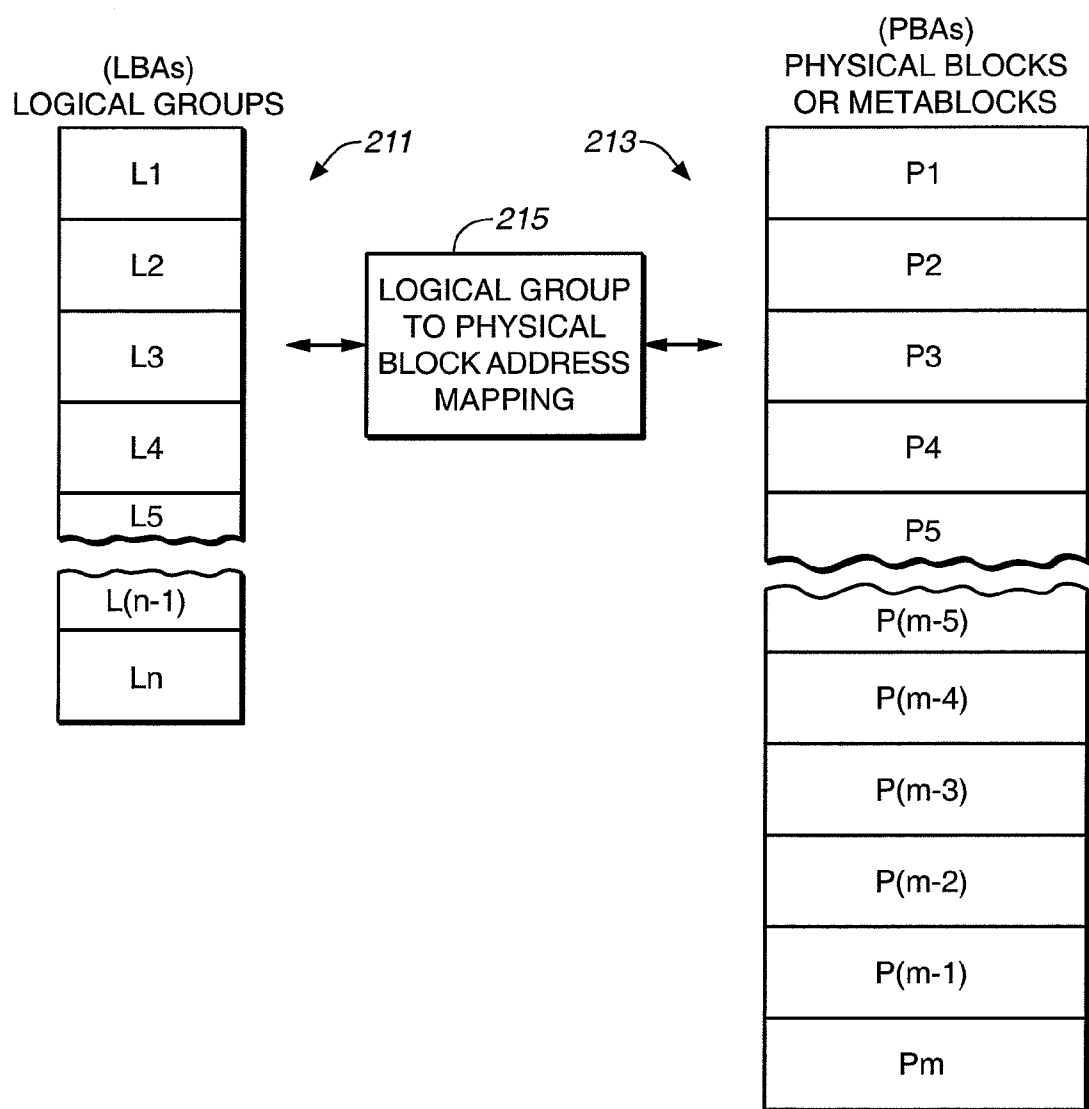 (LBAs)
LOGICAL GROUPS
L1
L2
L3
L4
L5
L(n-1)
Ln
211
213
215
LOGICAL GROUP
TO PHYSICAL
BLOCK ADDRESS
MAPPING
(PBAs)
PHYSICAL BLOCKS
OR METABLOCKS
P1
P2
P3
P4
P5
P(m-5)
P(m-4)
P(m-3)
P(m-2)
P(m-1)
Pm